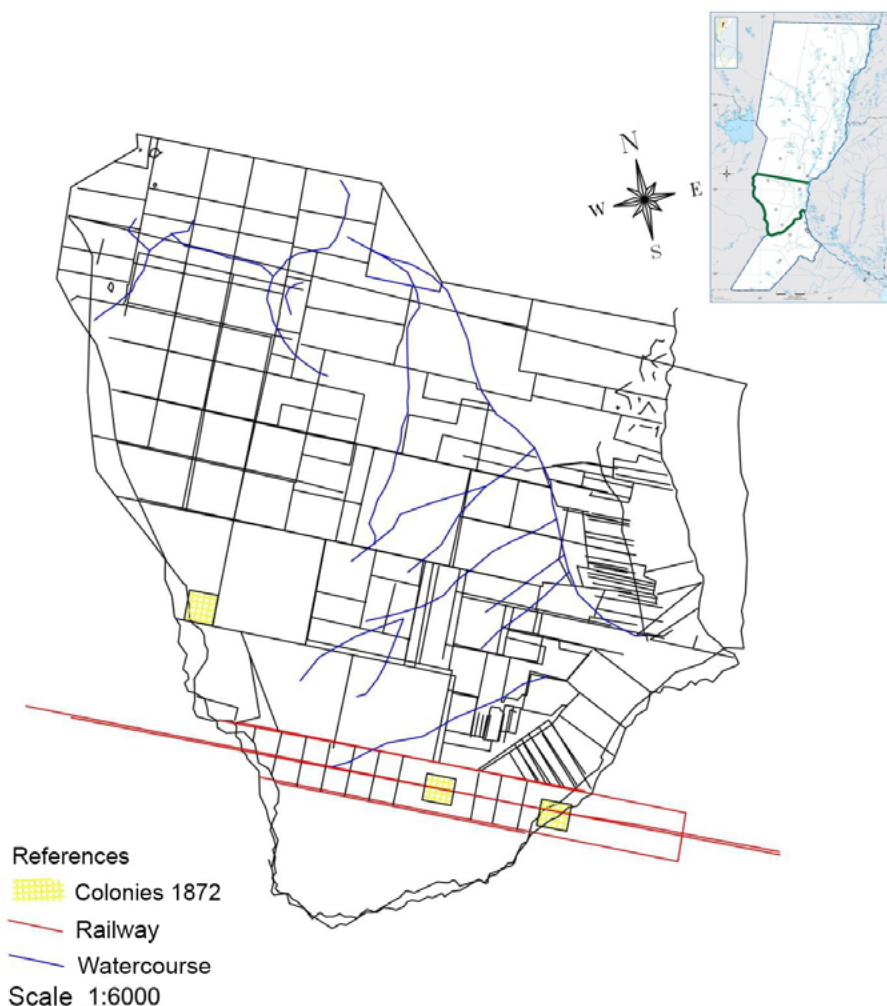 N
W
E
S
References
Colonies 1872
Railway
Watercourse
Scale 1:6000